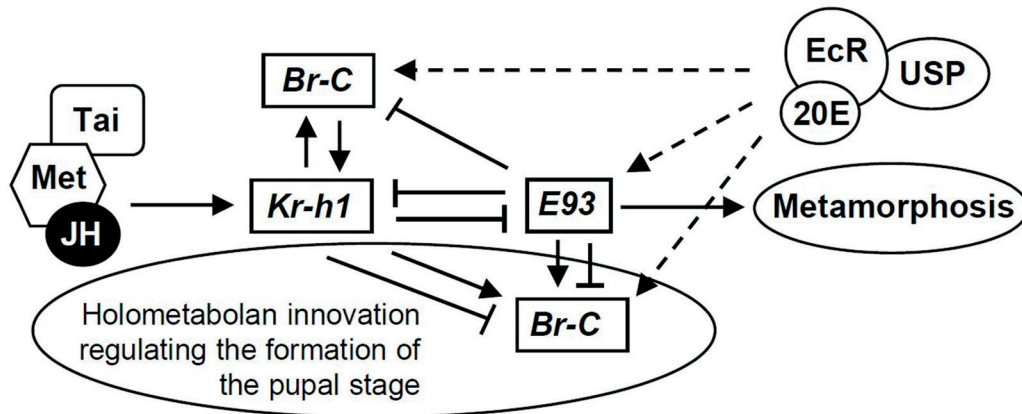 Br-C
EcR
USP
20E
Tai
Met
JH
Kr-h1
E93
Metamorphosis
Br-C
Holometabolan innovation
regulating the formation of
the pupal stage